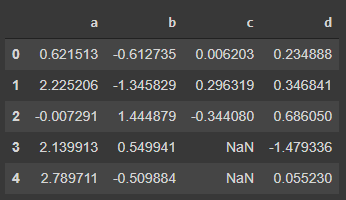 a b c d
0 0.621513 -0.612735 0.006203 0.234888
1 2.225206 -1.345829 0.296319 0.346841
2 -0.007291 1.444879 -0.344080 0.686050
3 2.139913 0.549941 NaN -1.479336
4 2.789711 -0.509884 NaN 0.055230